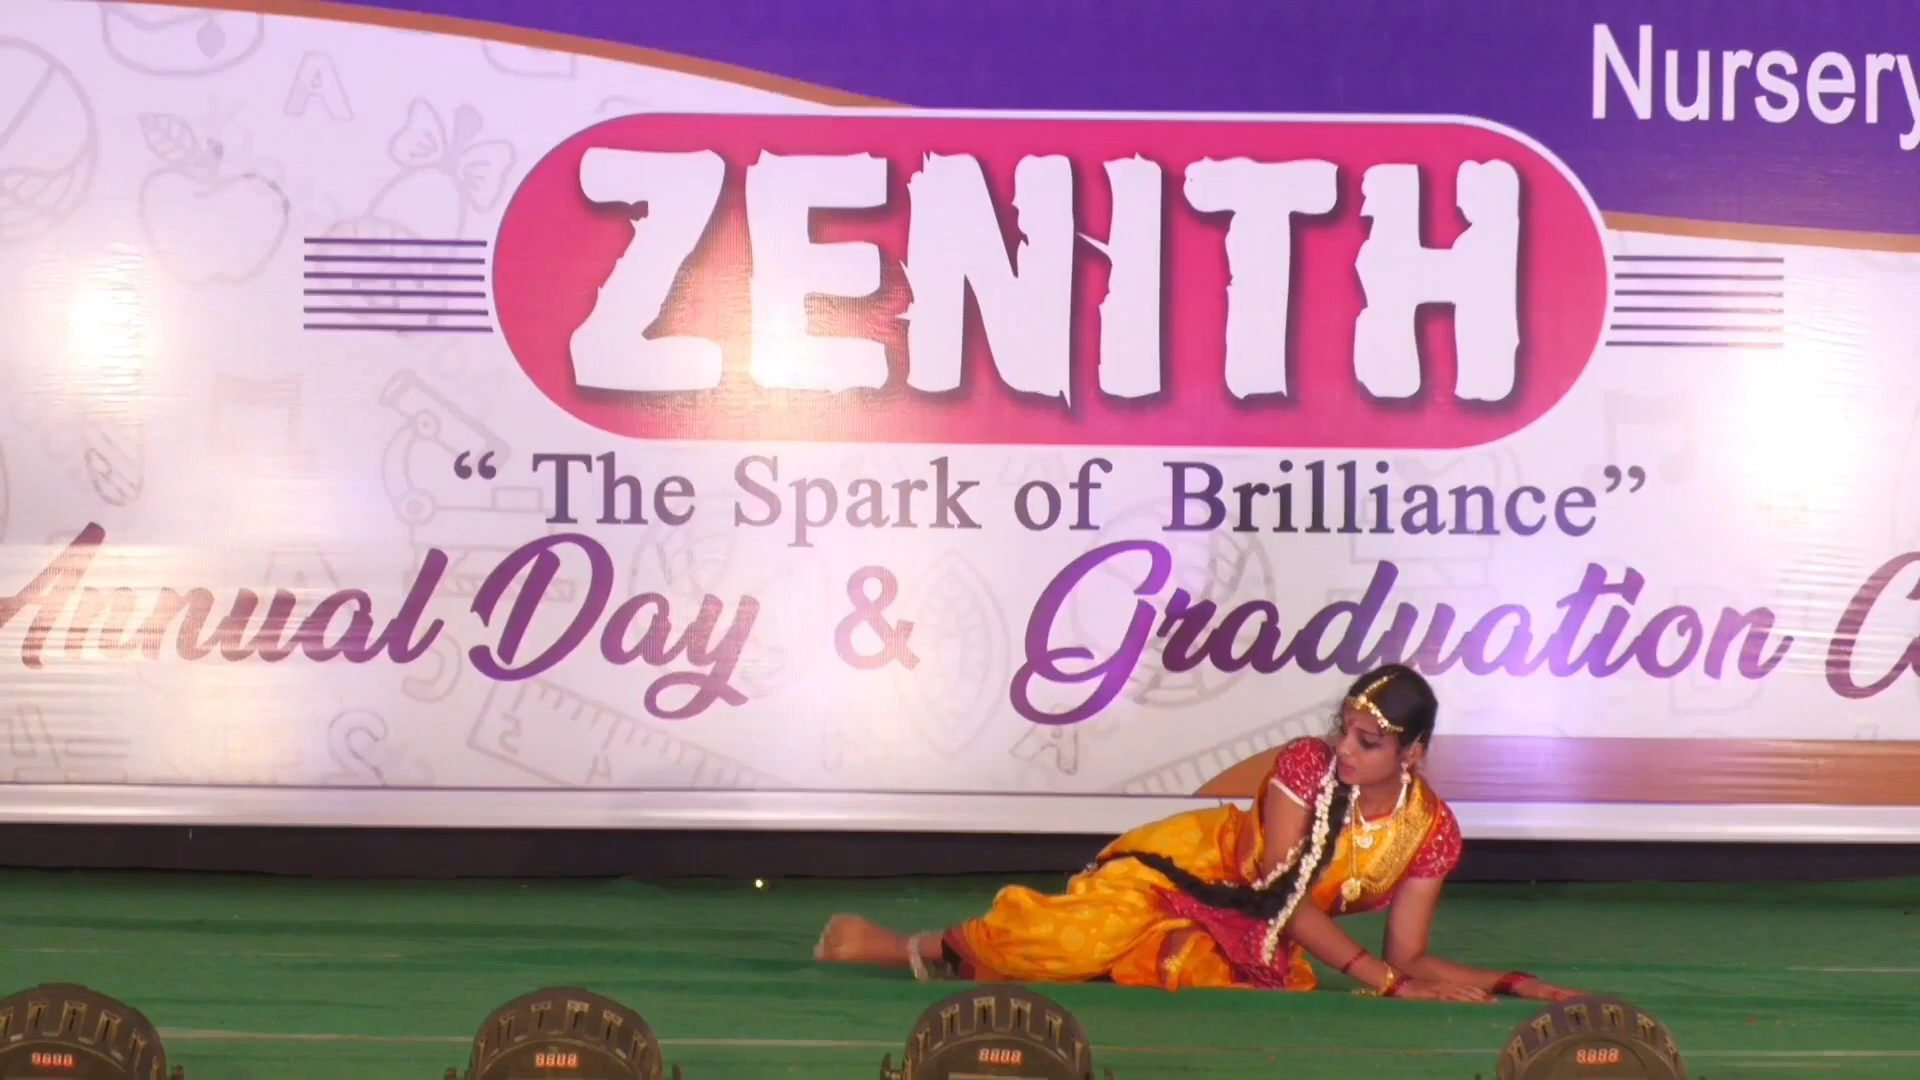 Nursery
ZENITH
“ The Spark of Brilliance”
Annual Day & Graduation C